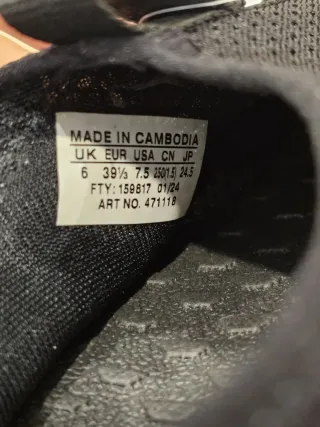 MADE IN CAMBODIA
UK EUR USA CN JP
6 39⅓ 7.5 250(1.5) 24.5
FTY: 159817 01/24
ART NO. 471118